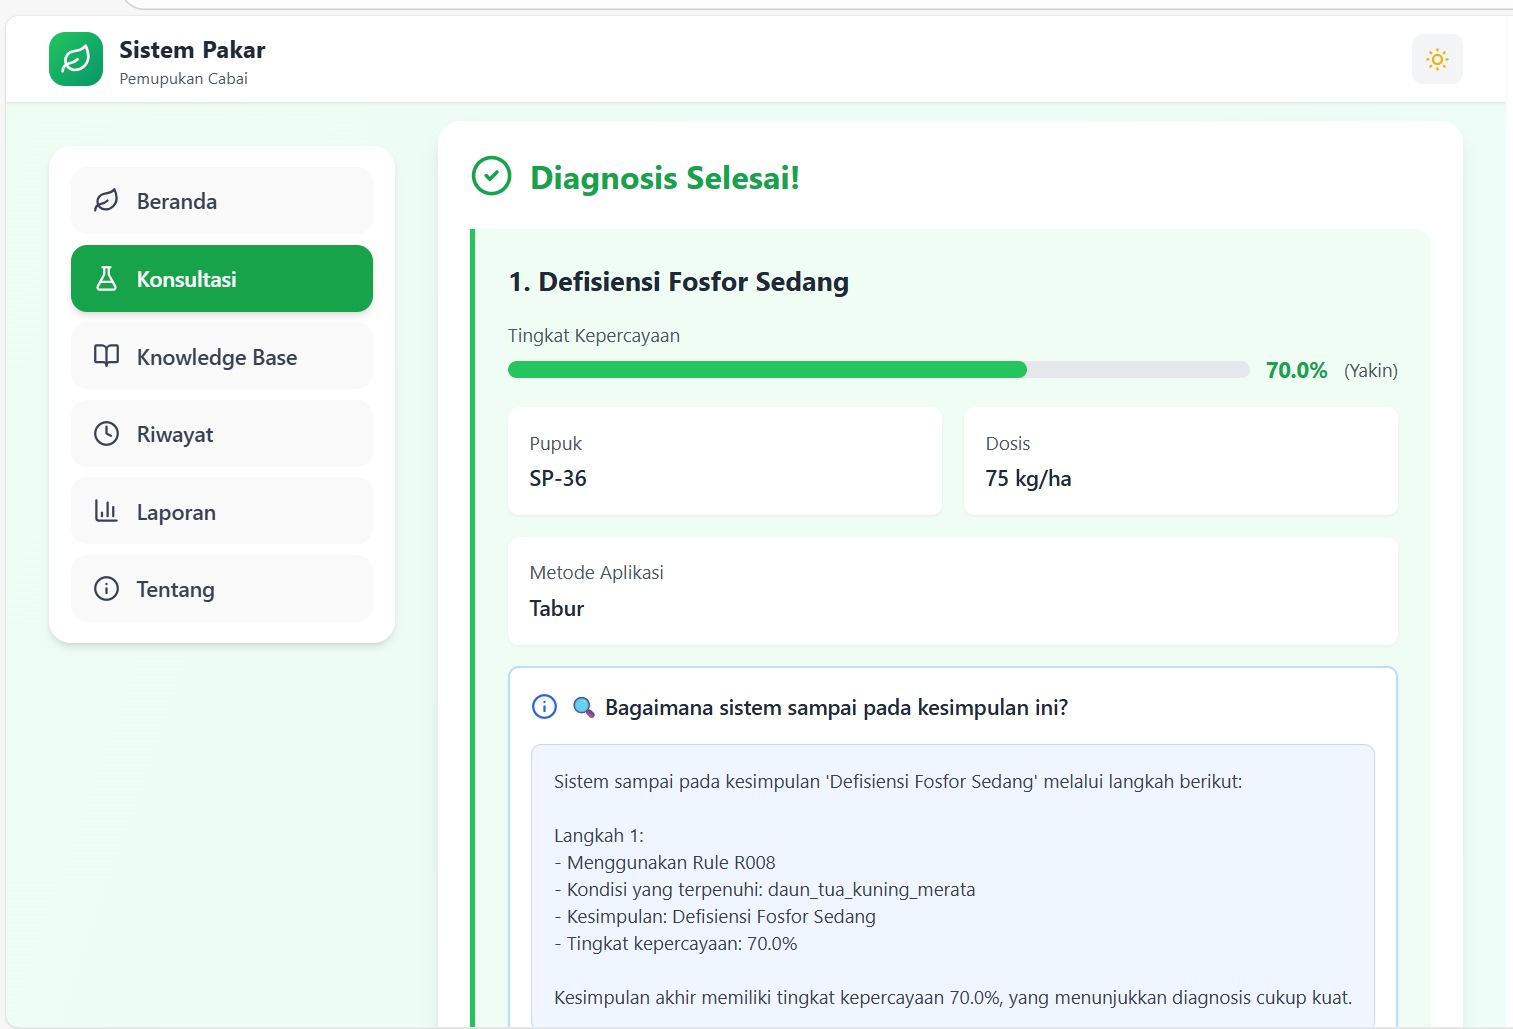 Sistem Pakar
Pemupukan Cabai
Beranda
Konsultasi
Knowledge Base
Riwayat
Laporan
Tentang
Diagnosis Selesai!
1. Defisiensi Fosfor Sedang
Tingkat Kepercayaan
70.0% (Yakin)
Pupuk
SP-36
Dosis
75 kg/ha
Metode Aplikasi
Tabur
🔍 Bagaimana sistem sampai pada kesimpulan ini?
Sistem sampai pada kesimpulan 'Defisiensi Fosfor Sedang' melalui langkah berikut:
Langkah 1:
- Menggunakan Rule R008
- Kondisi yang terpenuhi: daun_tua_kuning_merata
- Kesimpulan: Defisiensi Fosfor Sedang
- Tingkat kepercayaan: 70.0%
Kesimpulan akhir memiliki tingkat kepercayaan 70.0%, yang menunjukkan diagnosis cukup kuat.